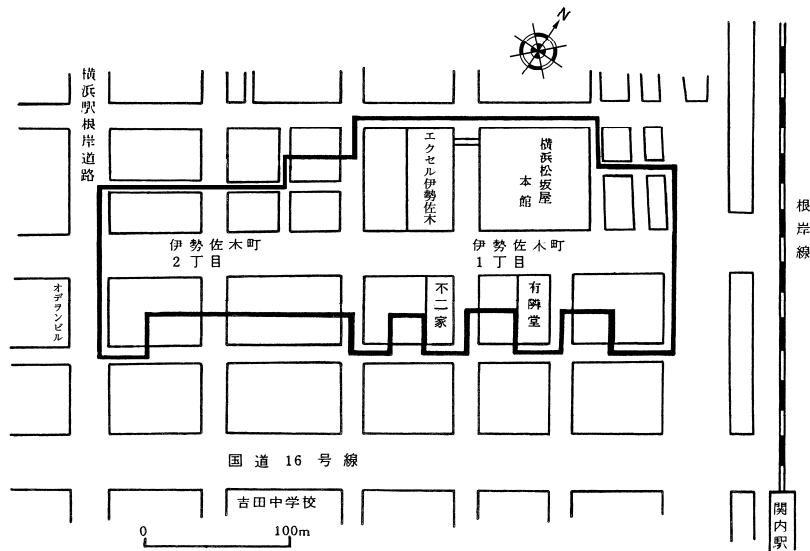 N
横浜駅根岸道路
エクセル伊勢佐木
横浜松坂屋
本館
根岸線
伊勢佐木町
2丁目
伊勢佐木町
1丁目
オデヲンビル
不二家
有隣堂
国道16号線
吉田中学校
0 100m
関内駅